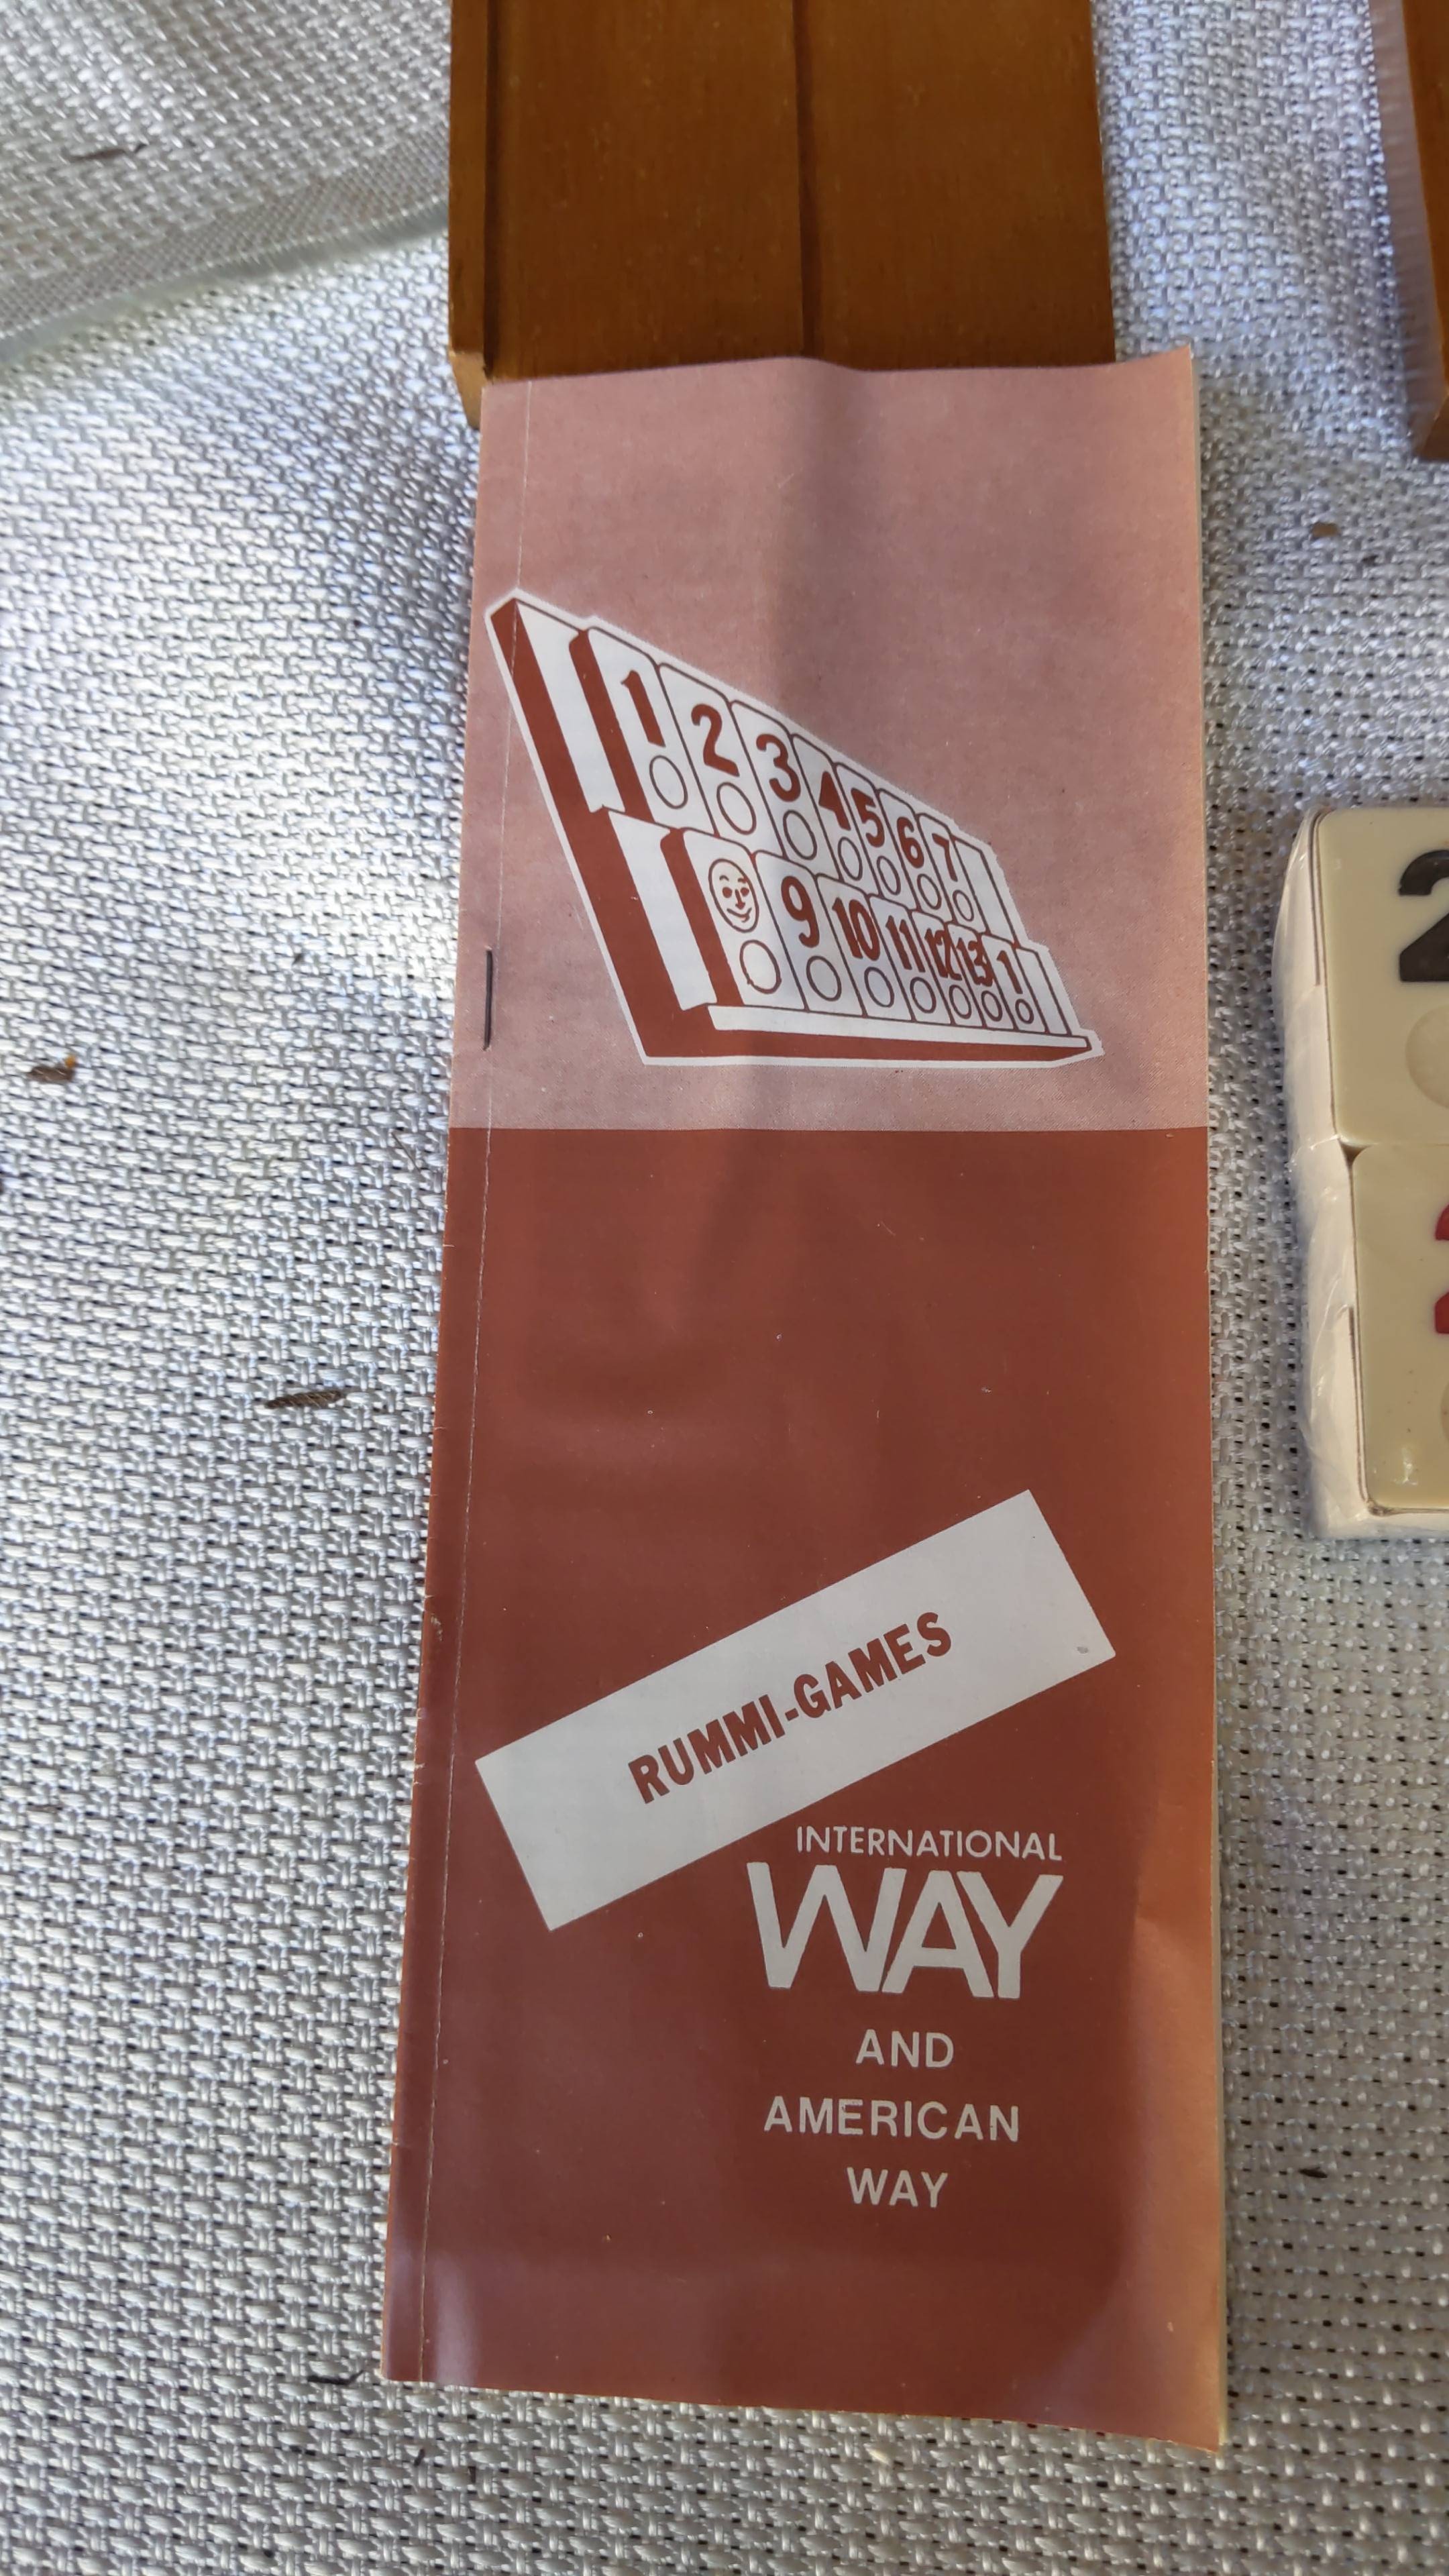 1 2 3 4 5 6 7
9 10 11 12 13 1
RUMMI-GAMES
INTERNATIONAL
WAY
AND
AMERICAN
WAY
2